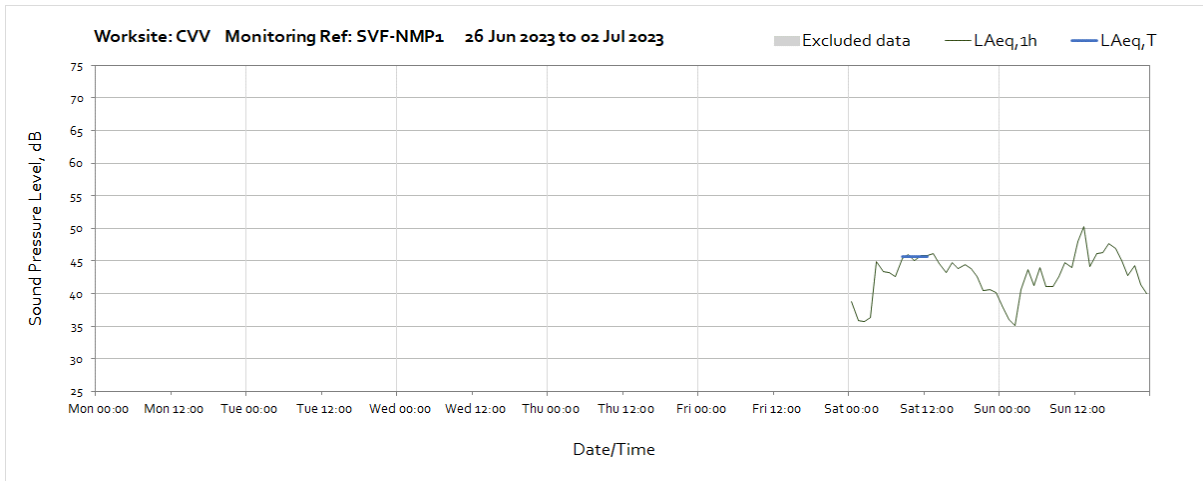 Worksite: CVV Monitoring Ref: SVF-NMP1 26 Jun 2023 to 02 Jul 2023
Excluded data LAeq,1h LAeq,T
Sound Pressure Level, dB
75
70
65
60
55
50
45
40
35
30
25
Mon 00:00 Mon 12:00 Tue 00:00 Tue 12:00 Wed 00:00 Wed 12:00 Thu 00:00 Thu 12:00 Fri 00:00 Fri 12:00 Sat 00:00 Sat 12:00 Sun 00:00 Sun 12:00
Date/Time